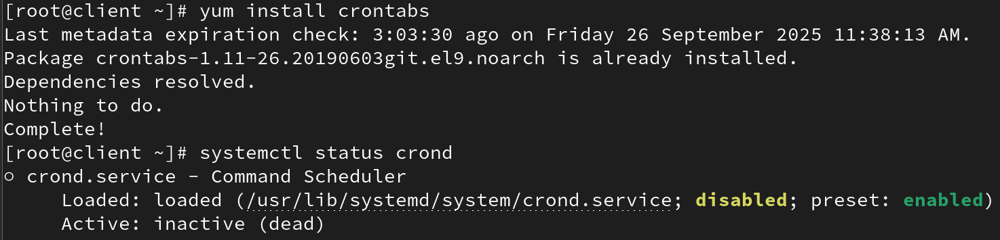 [root@client ~]# yum install crontabs
Last metadata expiration check: 3:03:30 ago on Friday 26 September 2025 11:38:13 AM.
Package crontabs-1.11-26.20190603git.el9.noarch is already installed.
Dependencies resolved.
Nothing to do.
Complete!
[root@client ~]# systemctl status crond
○ crond.service - Command Scheduler
     Loaded: loaded (/usr/lib/systemd/system/crond.service; disabled; preset: enabled)
     Active: inactive (dead)